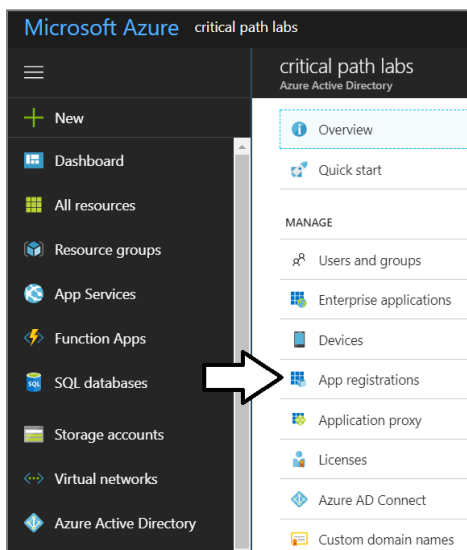 Microsoft Azure critical path labs
critical path labs
Azure Active Directory
New
Dashboard
All resources
Resource groups
App Services
Function Apps
SQL databases
Storage accounts
Virtual networks
Azure Active Directory
Overview
Quick start
MANAGE
Users and groups
Enterprise applications
Devices
App registrations
Application proxy
Licenses
Azure AD Connect
Custom domain names